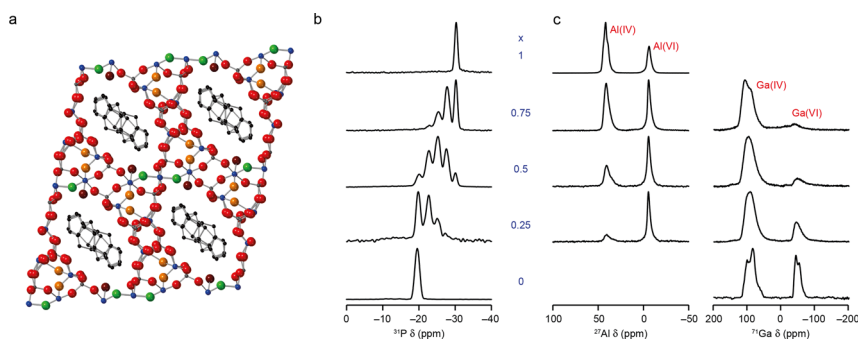 a
b
c
x
1
0.75
0.5
0.25
0
Al(IV)
Al(VI)
Ga(IV)
Ga(VI)
0 −10 −20 −30 −40
³¹P δ (ppm)
100 50 0 −50
²⁷Al δ (ppm)
200 100 0 −100 −200
⁷¹Ga δ (ppm)